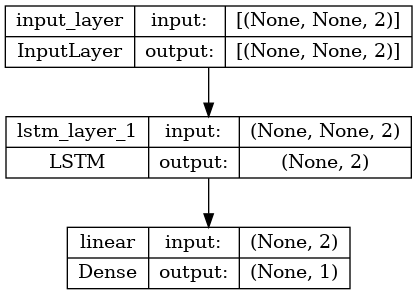 input_layer input: [(None, None, 2)]
InputLayer output: [(None, None, 2)]
lstm_layer_1 input: (None, None, 2)
LSTM output: (None, 2)
linear input: (None, 2)
Dense output: (None, 1)